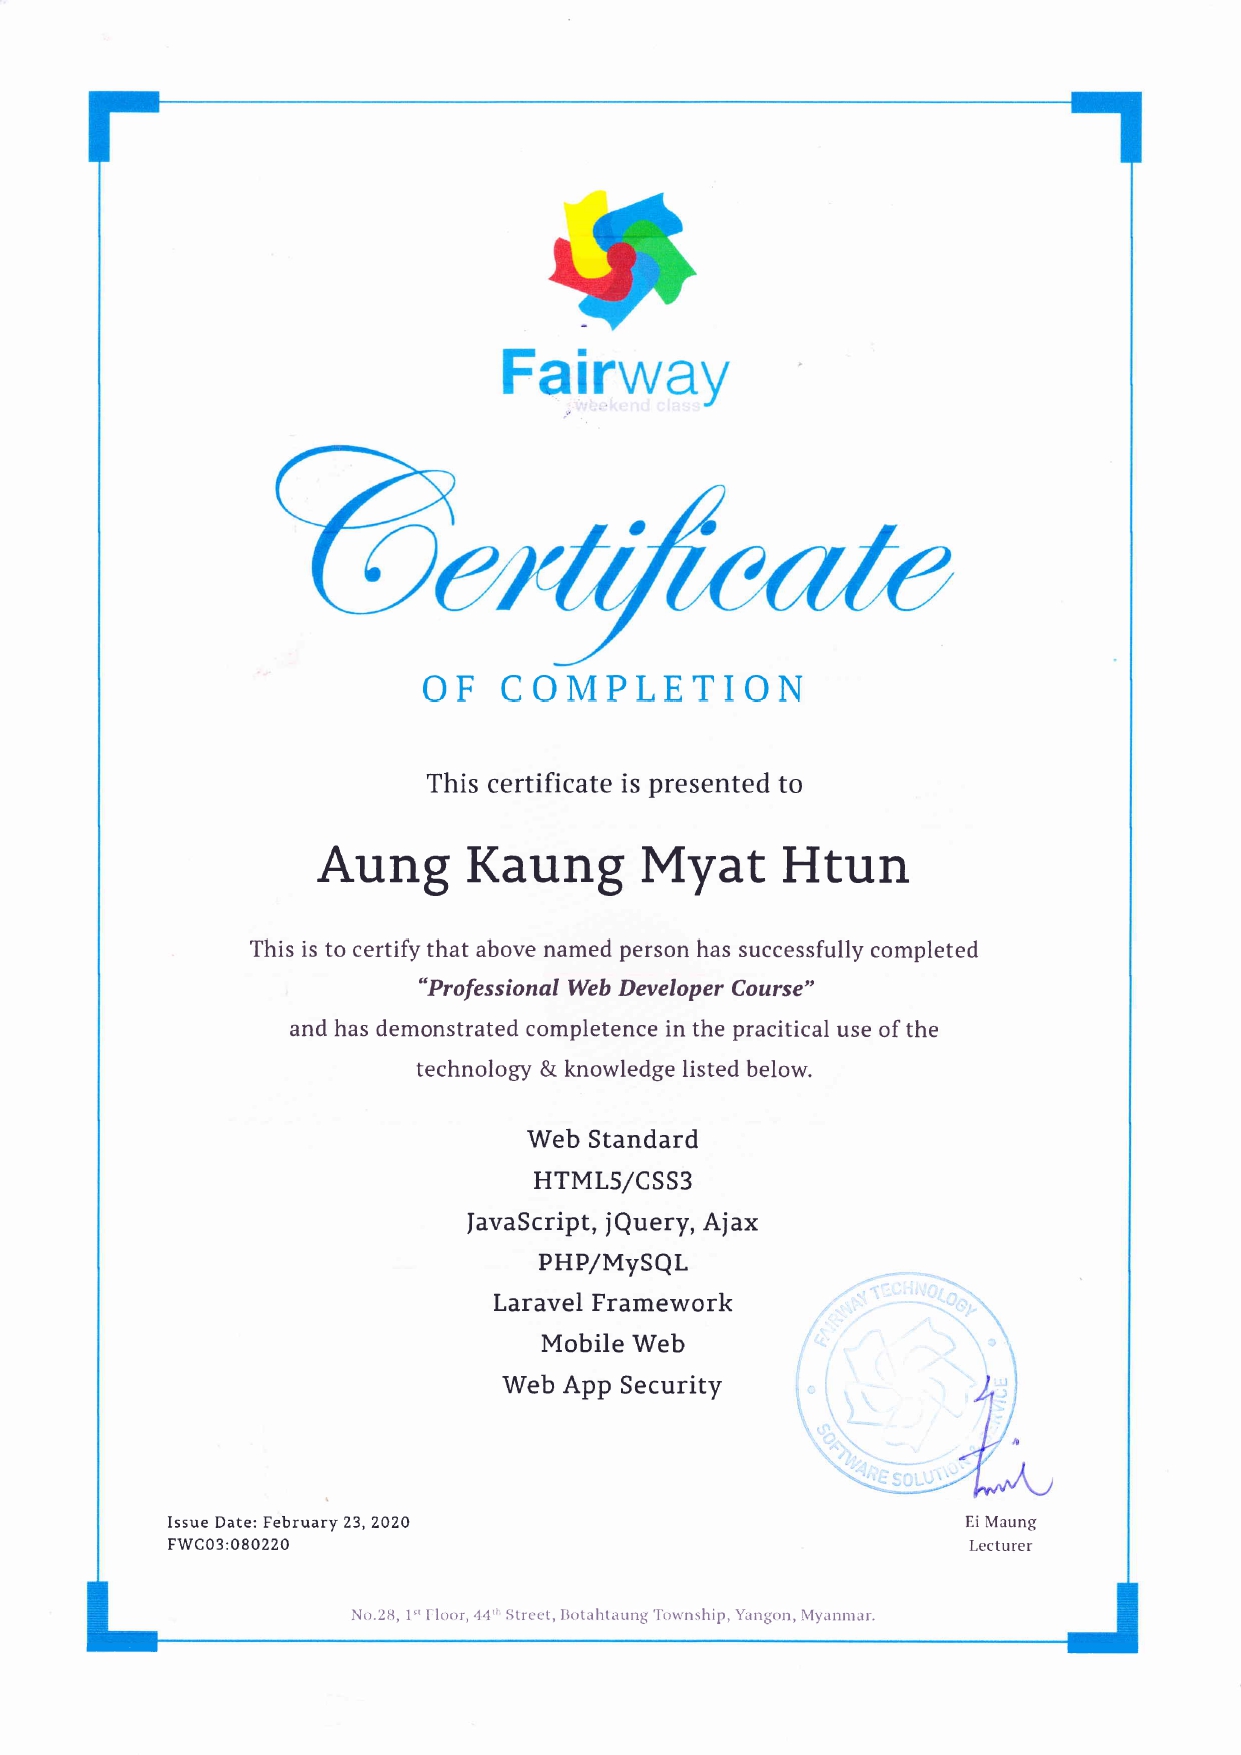 Fairway
weekend class
Certificate
OF COMPLETION
This certificate is presented to
Aung Kaung Myat Htun
This is to certify that above named person has successfully completed
“Professional Web Developer Course”
and has demonstrated completence in the pracitical use of the
technology & knowledge listed below.
Web Standard
HTML5/CSS3
JavaScript, jQuery, Ajax
PHP/MySQL
Laravel Framework
Mobile Web
Web App Security
FAIRWAY TECHNOLOGY
SOFTWARE SOLUTION & SERVICE
Issue Date: February 23, 2020
FWC03:080220
Ei Maung
Lecturer
No.28, 1st Floor, 44th Street, Botahtaung Township, Yangon, Myanmar.